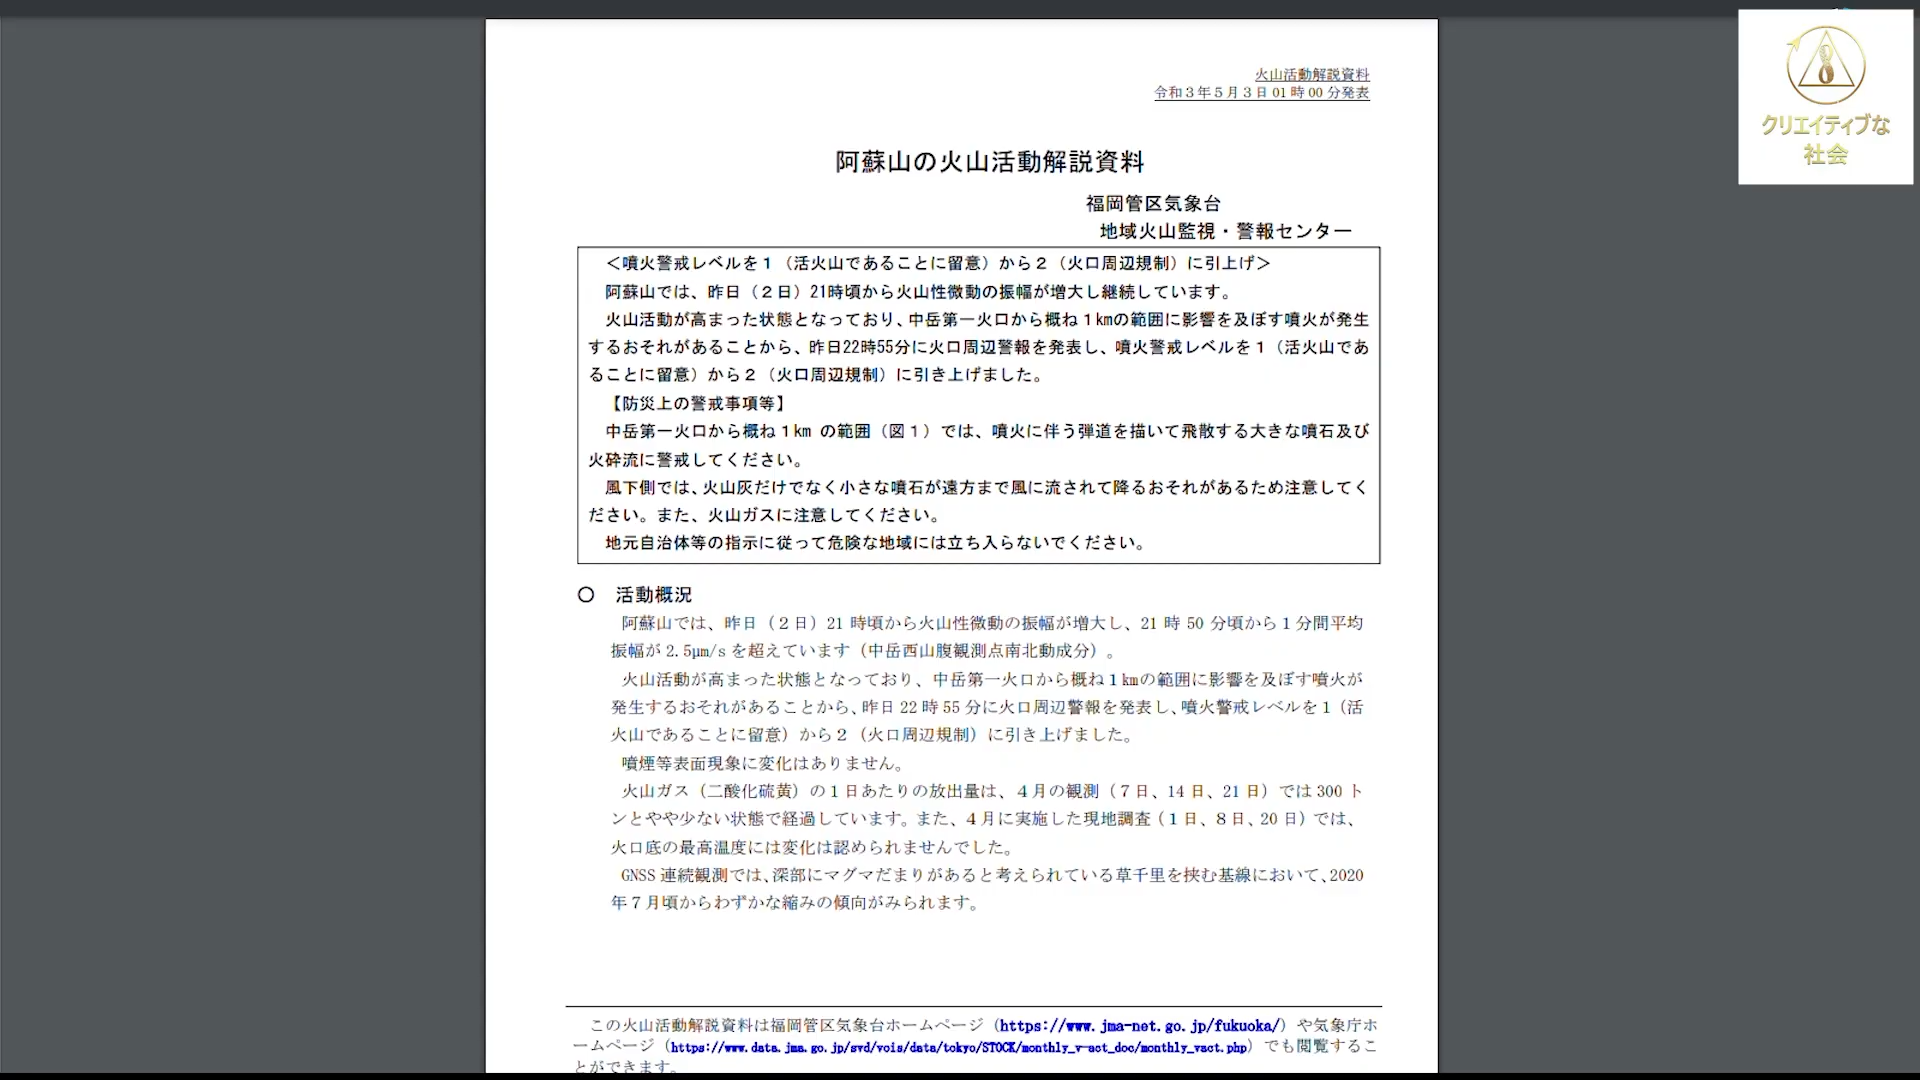 火山活動解説資料
令和３年５月３日01時00分発表
クリエイティブな
社会
阿蘇山の火山活動解説資料
福岡管区気象台
地域火山監視・警報センター
＜噴火警戒レベルを１（活火山であることに留意）から２（火口周辺規制）に引上げ＞
阿蘇山では、昨日（２日）21時頃から火山性微動の振幅が増大し継続しています。
火山活動が高まった状態となっており、中岳第一火口から概ね１kmの範囲に影響を及ぼす噴火が発生
するおそれがあることから、昨日22時55分に火口周辺警報を発表し、噴火警戒レベルを１（活火山であ
ることに留意）から２（火口周辺規制）に引き上げました。
【防災上の警戒事項等】
中岳第一火口から概ね１km の範囲（図１）では、噴火に伴う弾道を描いて飛散する大きな噴石及び
火砕流に警戒してください。
風下側では、火山灰だけでなく小さな噴石が遠方まで風に流されて降るおそれがあるため注意してく
ださい。また、火山ガスに注意してください。
地元自治体等の指示に従って危険な地域には立ち入らないでください。
○　活動概況
阿蘇山では、昨日（２日）21 時頃から火山性微動の振幅が増大し、21 時 50 分頃から１分間平均
振幅が 2.5μm/s を超えています（中岳西山腹観測点南北動成分）。
火山活動が高まった状態となっており、中岳第一火口から概ね１kmの範囲に影響を及ぼす噴火が
発生するおそれがあることから、昨日 22 時 55 分に火口周辺警報を発表し、噴火警戒レベルを１（活
火山であることに留意）から２（火口周辺規制）に引き上げました。
噴煙等表面現象に変化はありません。
火山ガス（二酸化硫黄）の１日あたりの放出量は、４月の観測（７日、14 日、21 日）では 300 ト
ンとやや少ない状態で経過しています。また、４月に実施した現地調査（１日、８日、20 日）では、
火口底の最高温度には変化は認められませんでした。
GNSS 連続観測では、深部にマグマだまりがあると考えられている草千里を挟む基線において、2020
年７月頃からわずかな縮みの傾向がみられます。
この火山活動解説資料は福岡管区気象台ホームページ（https://www.jma-net.go.jp/fukuoka/）や気象庁ホ
ームページ（https://www.data.jma.go.jp/svd/vois/data/tokyo/STOCK/monthly_v-act_doc/monthly_vact.php）でも閲覧するこ
とができます。